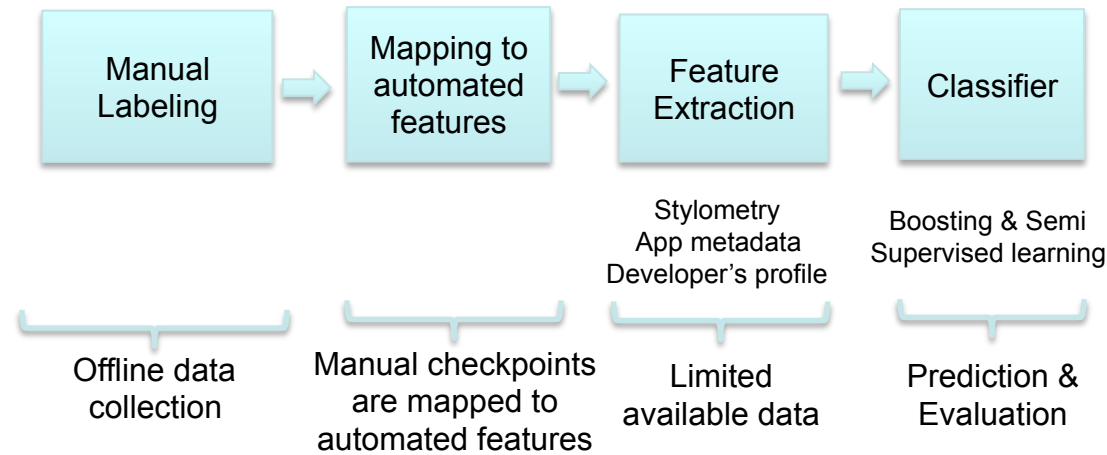 Manual
Labeling
Mapping to
automated
features
Feature
Extraction
Classifier
Stylometry
App metadata
Developer’s profile
Boosting & Semi
Supervised learning
Offline data
collection
Manual checkpoints
are mapped to
automated features
Limited
available data
Prediction &
Evaluation